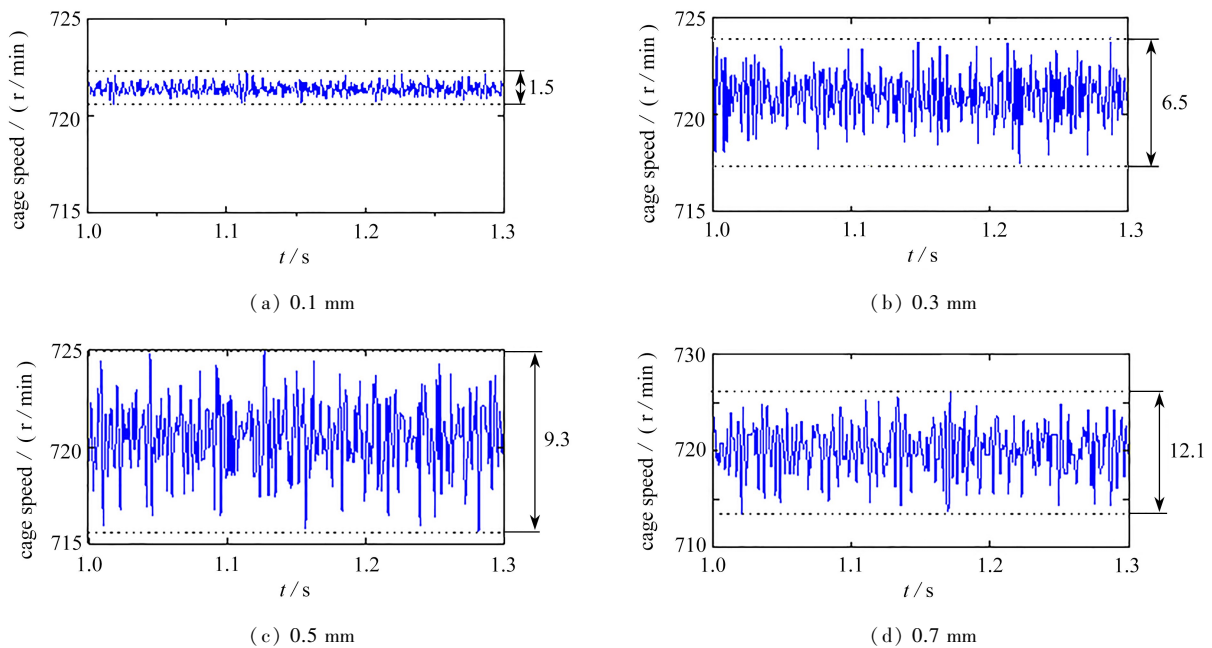 725
720
715
cage speed / ( r / min )
1.5
1.0 1.1 1.2 1.3
t / s
( a ) 0.1 mm
725
720
715
cage speed / ( r / min )
6.5
1.0 1.1 1.2 1.3
t / s
( b ) 0.3 mm
725
720
715
cage speed / ( r / min )
9.3
1.0 1.1 1.2 1.3
t / s
( c ) 0.5 mm
730
720
710
cage speed / ( r / min )
12.1
1.0 1.1 1.2 1.3
t / s
( d ) 0.7 mm